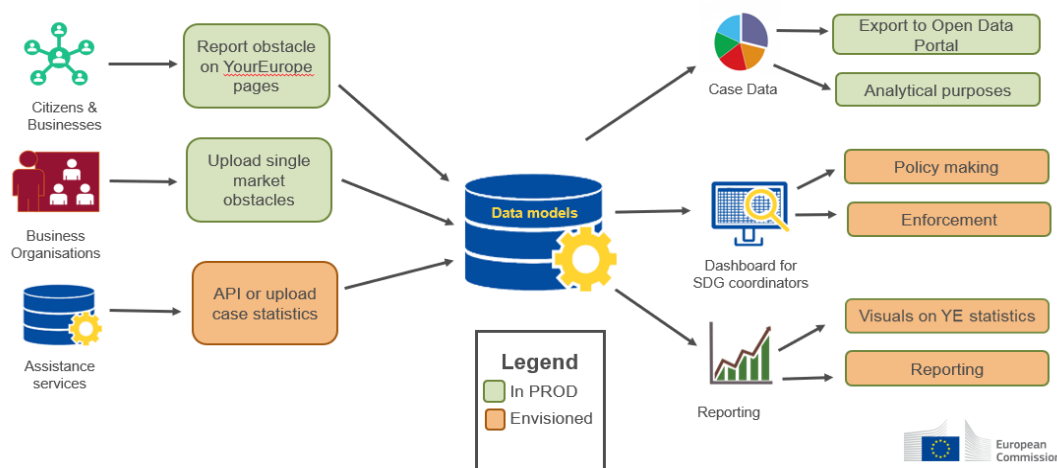 Report obstacle
on YourEurope
pages
Citizens &
Businesses
Upload single
market
obstacles
Business
Organisations
API or upload
case statistics
Assistance
services
Data models
Legend
In PROD
Envisioned
Case Data
Export to Open Data
Portal
Analytical purposes
Dashboard for
SDG coordinators
Policy making
Enforcement
Reporting
Visuals on YE statistics
Reporting
European
Commission